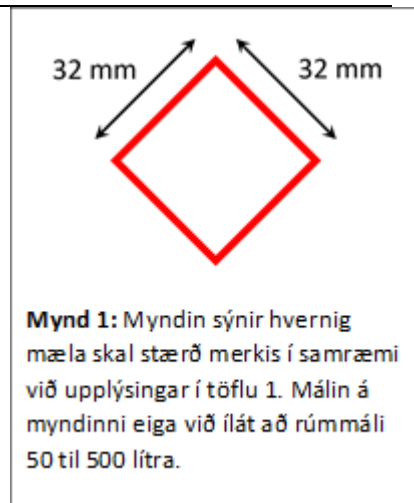 32 mm 32 mm
Mynd 1: Myndin sýnir hvernig
mæla skal stærð merkis í samræmi
við upplýsingar í töflu 1. Málin á
myndinni eiga við ílát að rúmmáli
50 til 500 lítra.